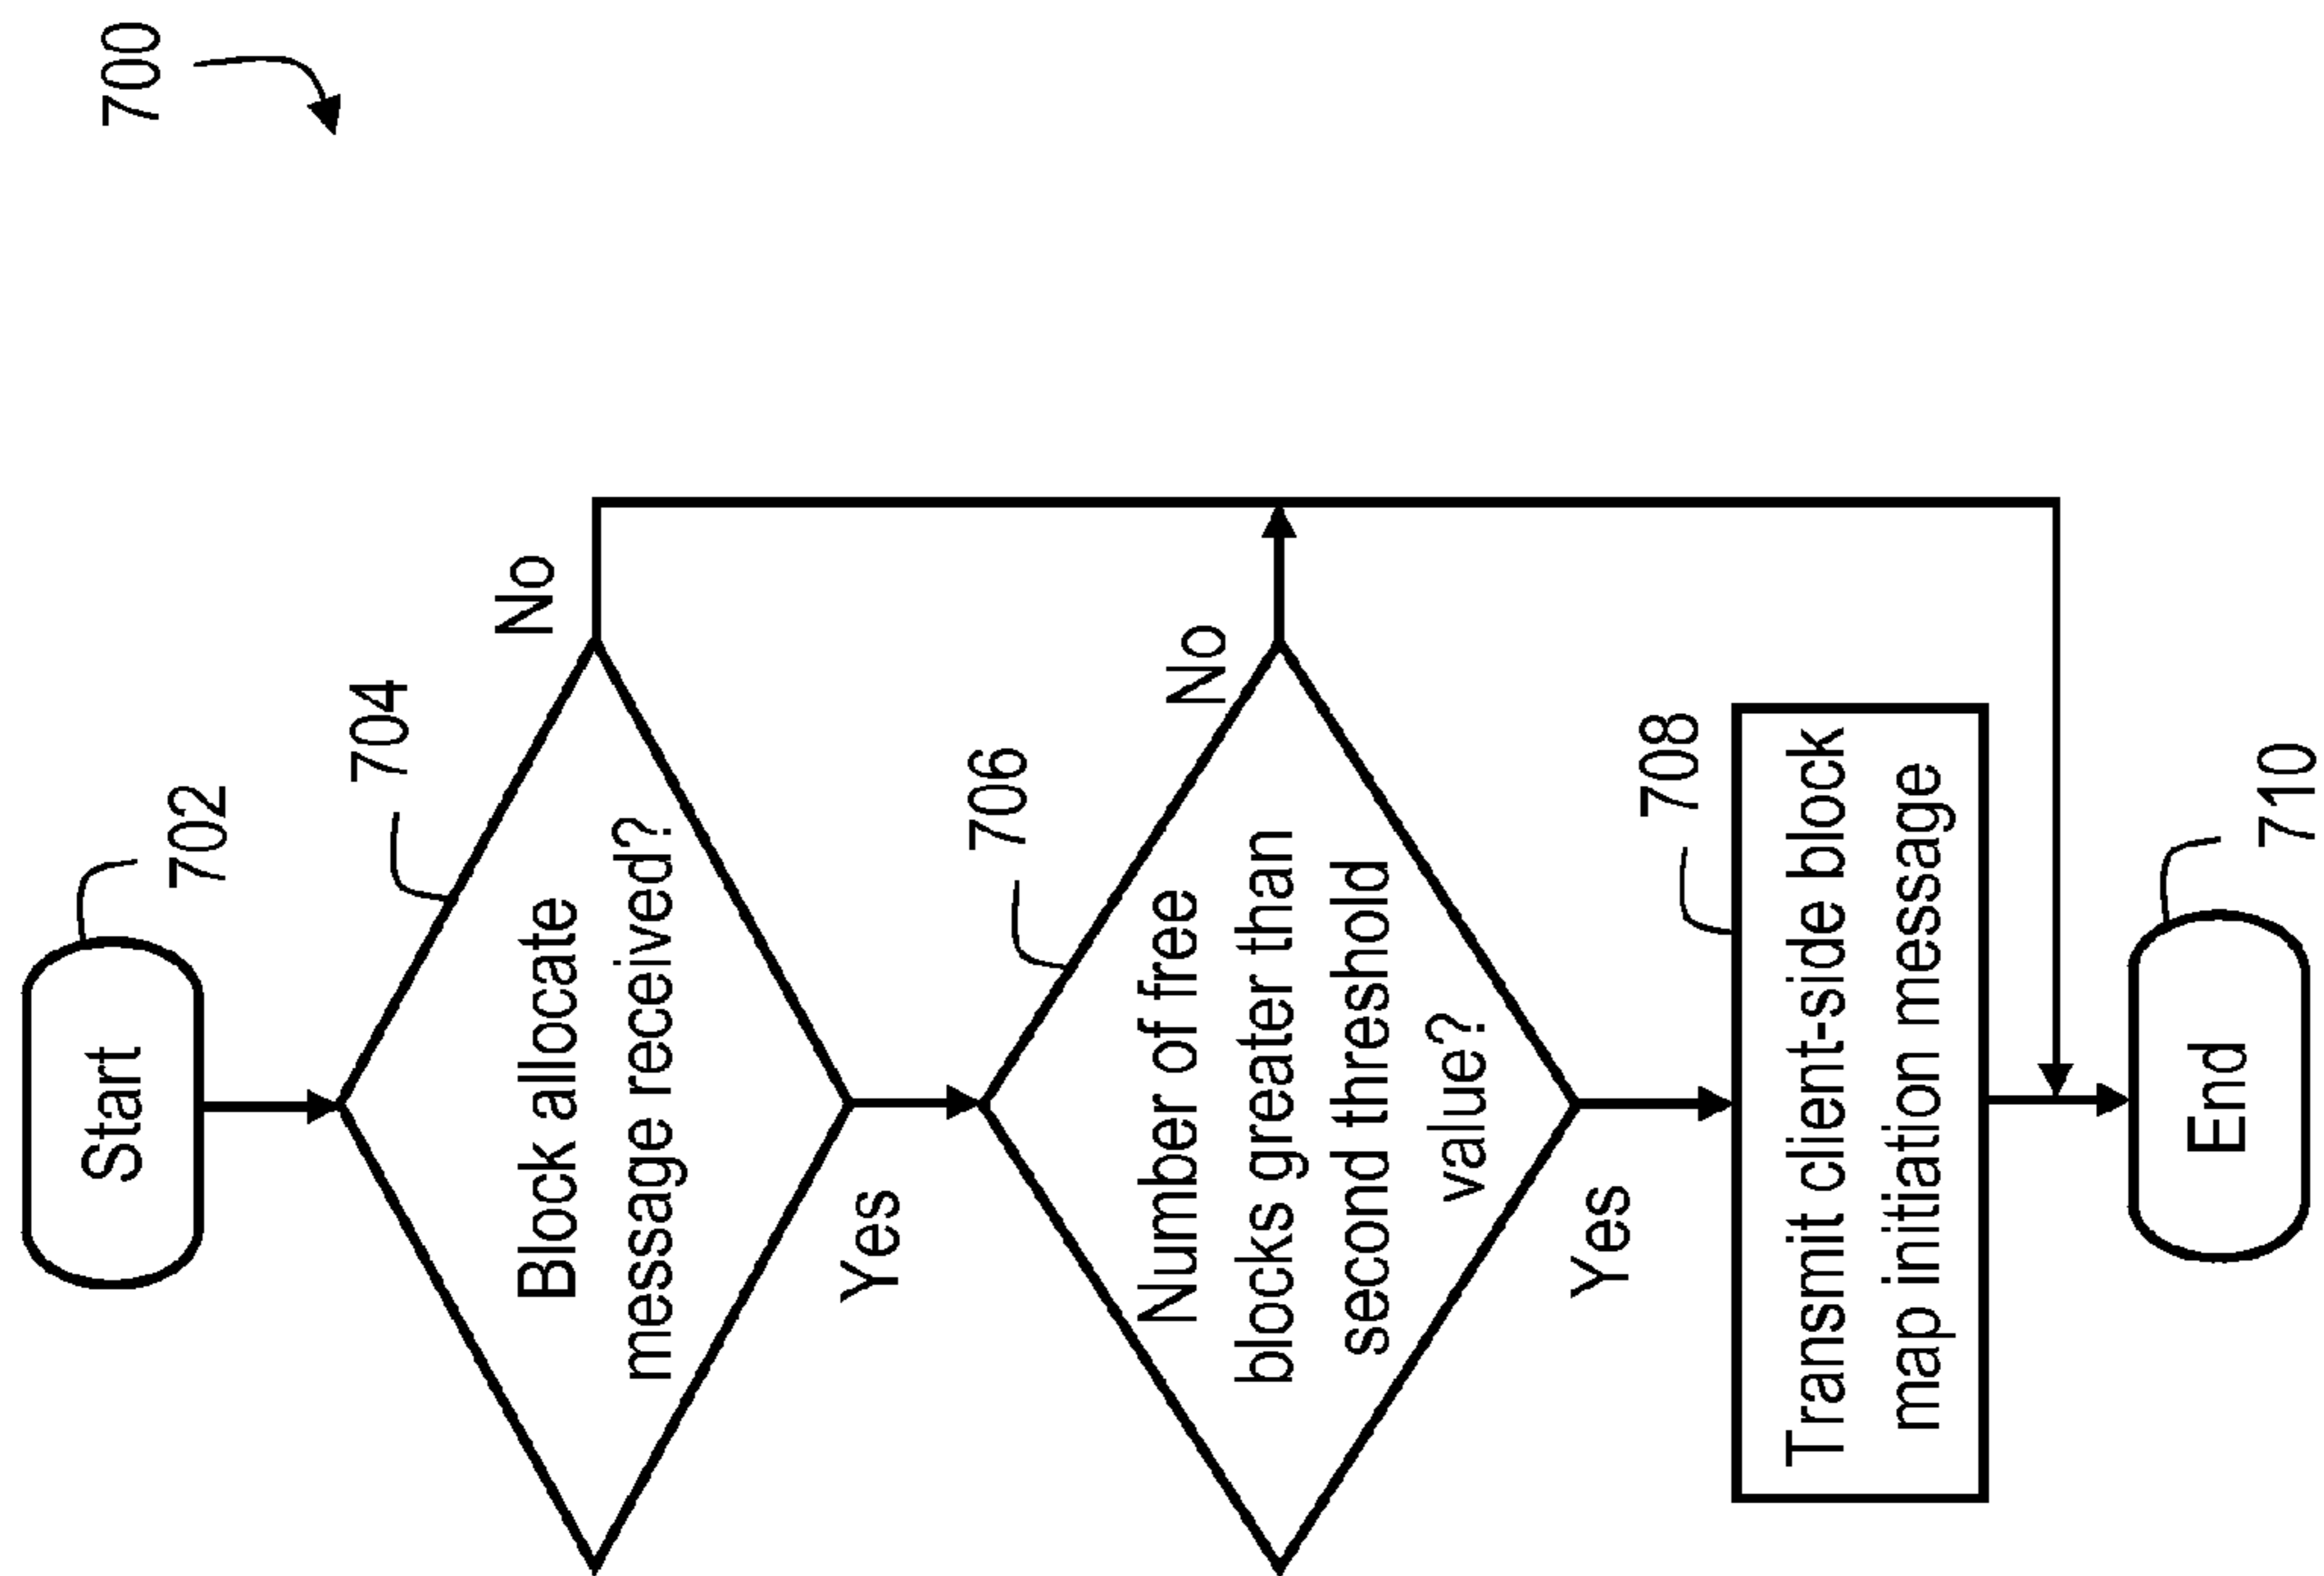 700
Start
702
704
Block allocate
message received?
No
Yes
706
Number of free
blocks greater than
second threshold
value?
No
Yes
708
Transmit client-side block
map initiation message
End
710